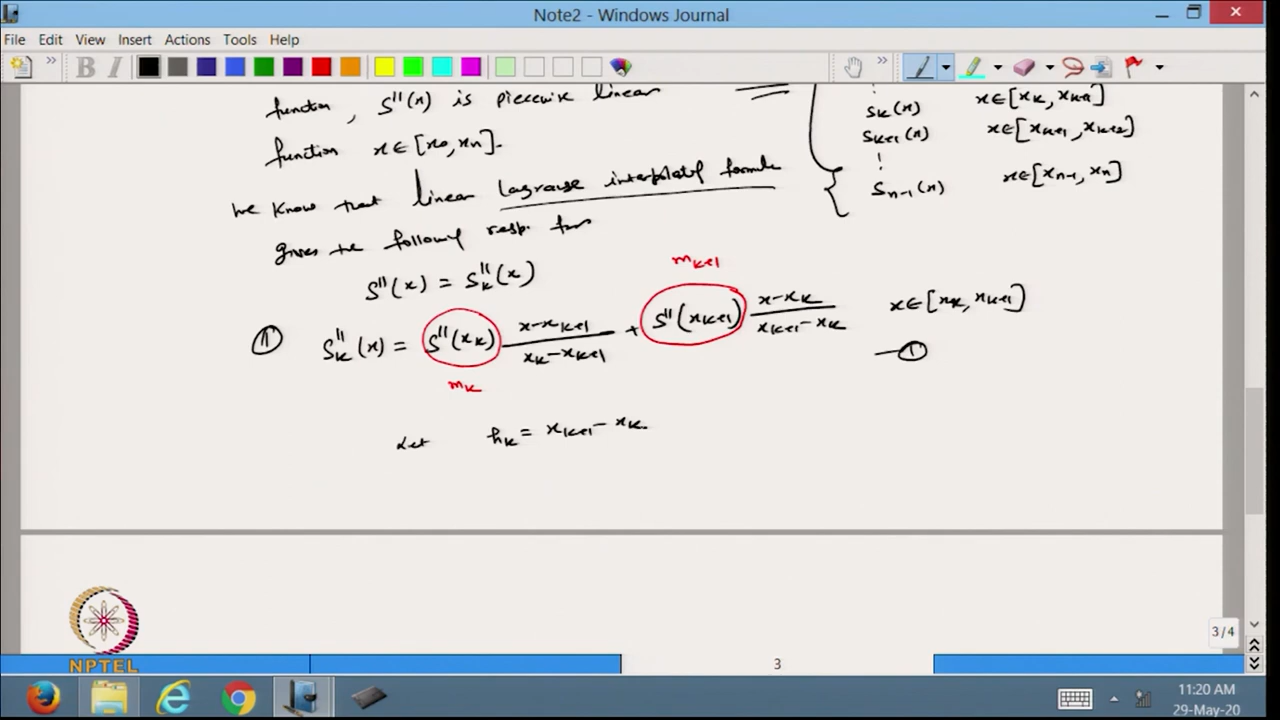 Note2 - Windows Journal
File Edit View Insert Actions Tools Help
function, S''(x) is piecewise linear
function x ∈ [x₀, xₙ].
We know that linear Lagrange interpolatiof formula
gives the followiy resp. for
S''(x) = S''ₖ(x)
Sₖ(x) x ∈ [xₖ, xₖ₊₁]
Sₖ₊₁(x) x ∈ [xₖ₊₁, xₖ₊₂]
⋮
Sₙ₋₁(x) x ∈ [xₙ₋₁, xₙ]
mₖ₊₁
① S''ₖ(x) = S''(xₖ) (x-xₖ₊₁)/(xₖ-xₖ₊₁) + S''(xₖ₊₁) (x-xₖ)/(xₖ₊₁-xₖ) x ∈ [xₖ, xₖ₊₁]
mₖ
—①
Let hₖ = xₖ₊₁ - xₖ
3/4
NPTEL
3
11:20 AM
29-May-20